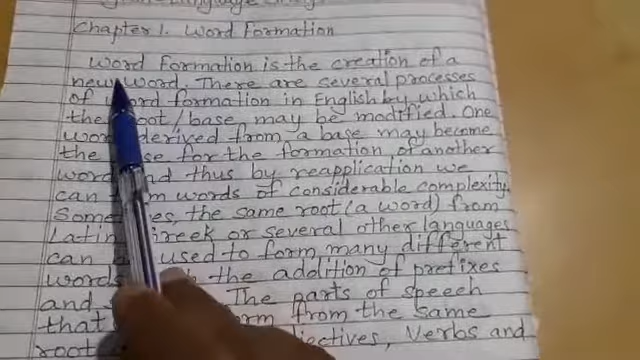 Chapter 1. Word Formation
Word Formation is the creation of a
new word. There are several processes
of word formation in English by which
the root/base may be modified. One
word derived from a base may become
the base for the formation of another
word and thus by reapplication we
can words of considerable complexity.
Sometimes, the same root (a word) from
Latin, Greek or several other languages
can used to form many different
words the addition of prefixes
and The parts of speech
that from the same
root Adjectives, Verbs and